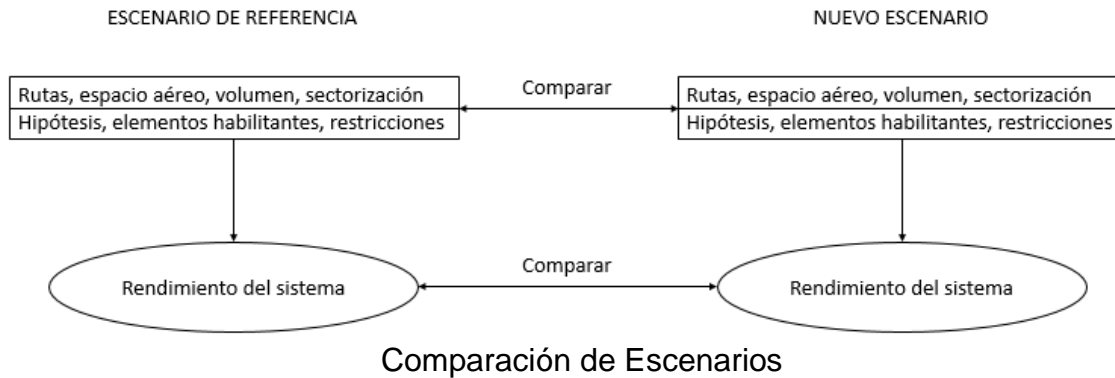 ESCENARIO DE REFERENCIA
NUEVO ESCENARIO
Rutas, espacio aéreo, volumen, sectorización
Hipótesis, elementos habilitantes, restricciones
Comparar
Rutas, espacio aéreo, volumen, sectorización
Hipótesis, elementos habilitantes, restricciones
Rendimiento del sistema
Comparar
Rendimiento del sistema
Comparación de Escenarios